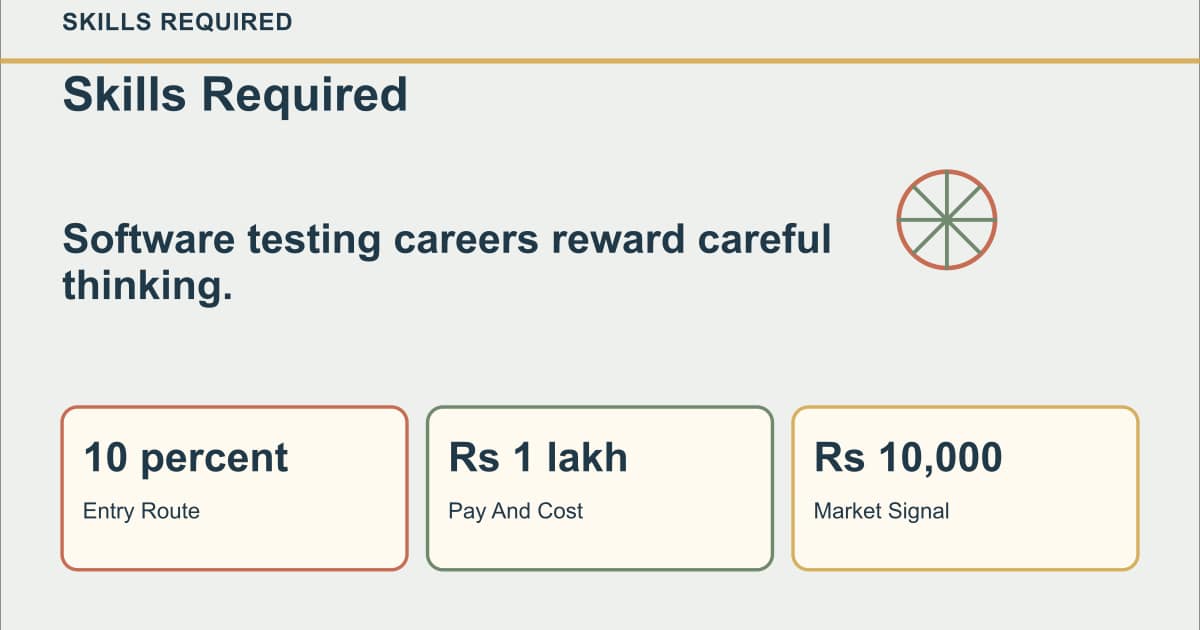 SKILLS REQUIRED
Skills Required
Software testing careers reward careful
thinking.
10 percent
Entry Route
Rs 1 lakh
Pay And Cost
Rs 10,000
Market Signal